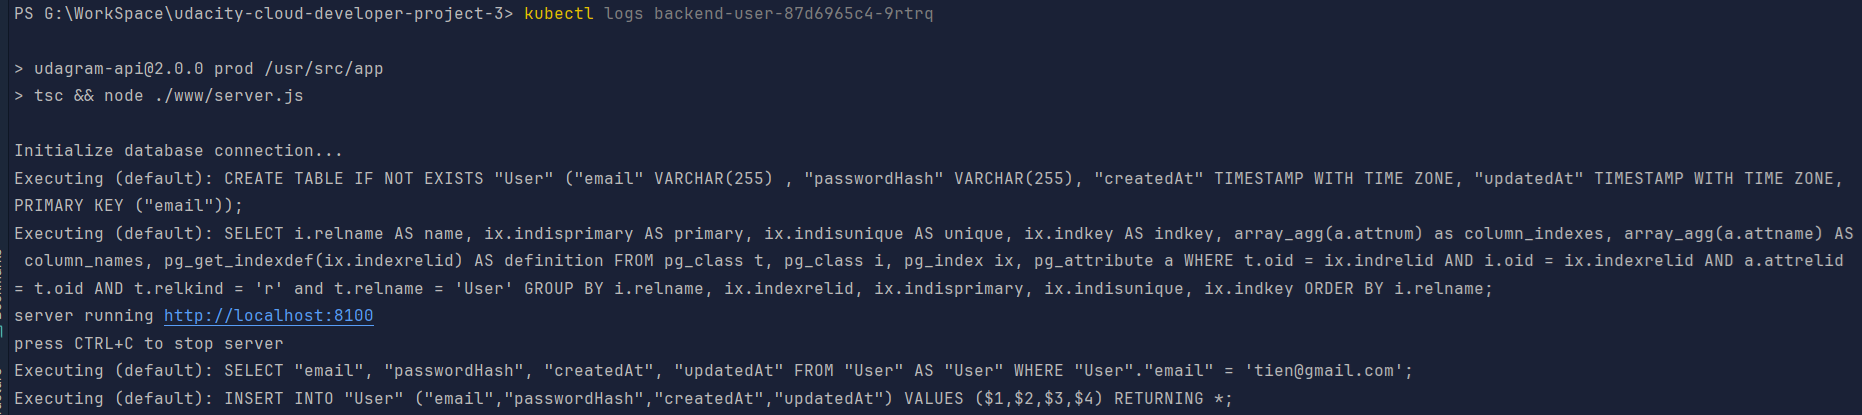 PS G:\WorkSpace\udacity-cloud-developer-project-3> kubectl logs backend-user-87d6965c4-9rtrq
> udagram-api@2.0.0 prod /usr/src/app
> tsc && node ./www/server.js
Initialize database connection...
Executing (default): CREATE TABLE IF NOT EXISTS "User" ("email" VARCHAR(255) , "passwordHash" VARCHAR(255), "createdAt" TIMESTAMP WITH TIME ZONE, "updatedAt" TIMESTAMP WITH TIME ZONE,
PRIMARY KEY ("email"));
Executing (default): SELECT i.relname AS name, ix.indisprimary AS primary, ix.indisunique AS unique, ix.indkey AS indkey, array_agg(a.attnum) as column_indexes, array_agg(a.attname) AS
column_names, pg_get_indexdef(ix.indexrelid) AS definition FROM pg_class t, pg_class i, pg_index ix, pg_attribute a WHERE t.oid = ix.indrelid AND i.oid = ix.indexrelid AND a.attrelid
= t.oid AND t.relkind = 'r' and t.relname = 'User' GROUP BY i.relname, ix.indexrelid, ix.indisprimary, ix.indisunique, ix.indkey ORDER BY i.relname;
server running http://localhost:8100
press CTRL+C to stop server
Executing (default): SELECT "email", "passwordHash", "createdAt", "updatedAt" FROM "User" AS "User" WHERE "User"."email" = 'tien@gmail.com';
Executing (default): INSERT INTO "User" ("email","passwordHash","createdAt","updatedAt") VALUES ($1,$2,$3,$4) RETURNING *;